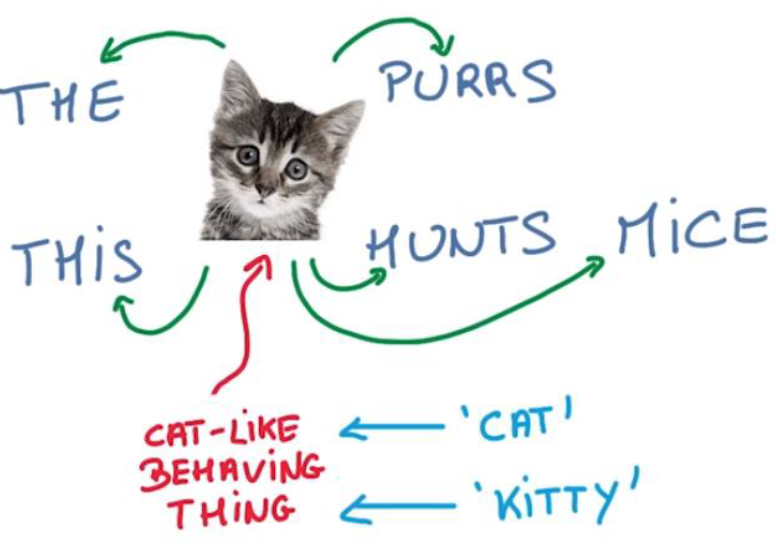 THE PURRS
THIS HUNTS MICE
CAT-LIKE
BEHAVING
THING
'CAT'
'KITTY'